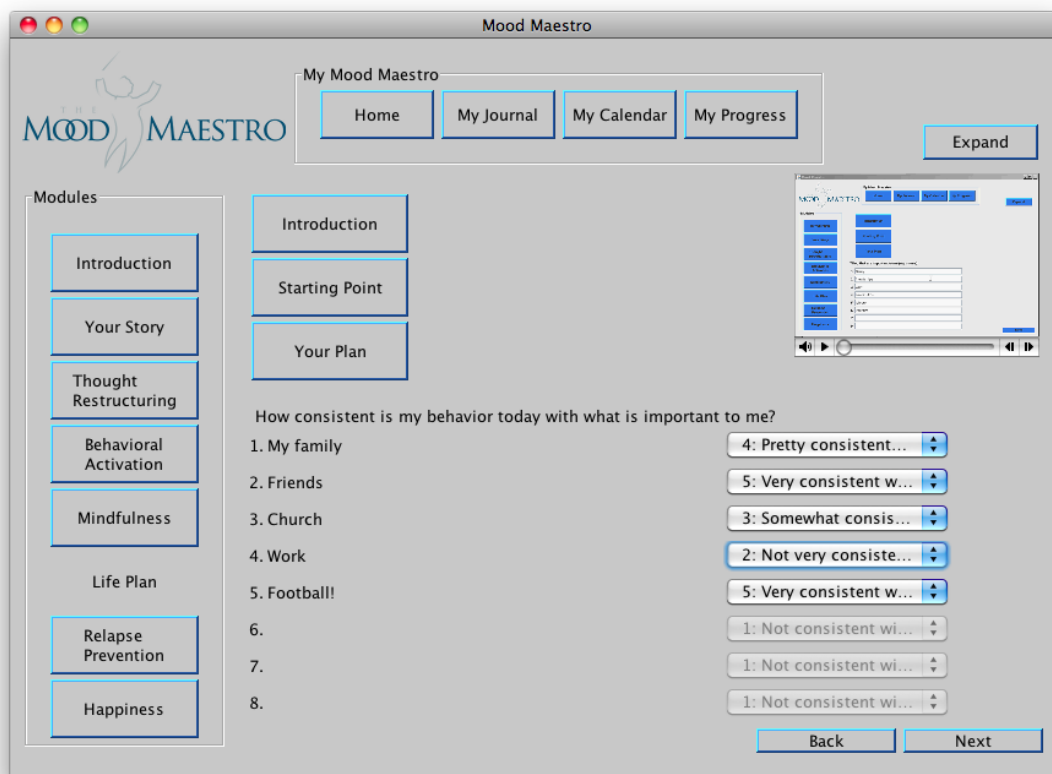 Mood Maestro
THE
MOOD MAESTRO
My Mood Maestro
Home
My Journal
My Calendar
My Progress
Expand
Modules
Introduction
Your Story
Thought
Restructuring
Behavioral
Activation
Mindfulness
Life Plan
Relapse
Prevention
Happiness
Introduction
Starting Point
Your Plan
How consistent is my behavior today with what is important to me?
1. My family 4: Pretty consistent...
2. Friends 5: Very consistent w...
3. Church 3: Somewhat consis...
4. Work 2: Not very consiste...
5. Football! 5: Very consistent w...
6. 1: Not consistent wi...
7. 1: Not consistent wi...
8. 1: Not consistent wi...
Back
Next